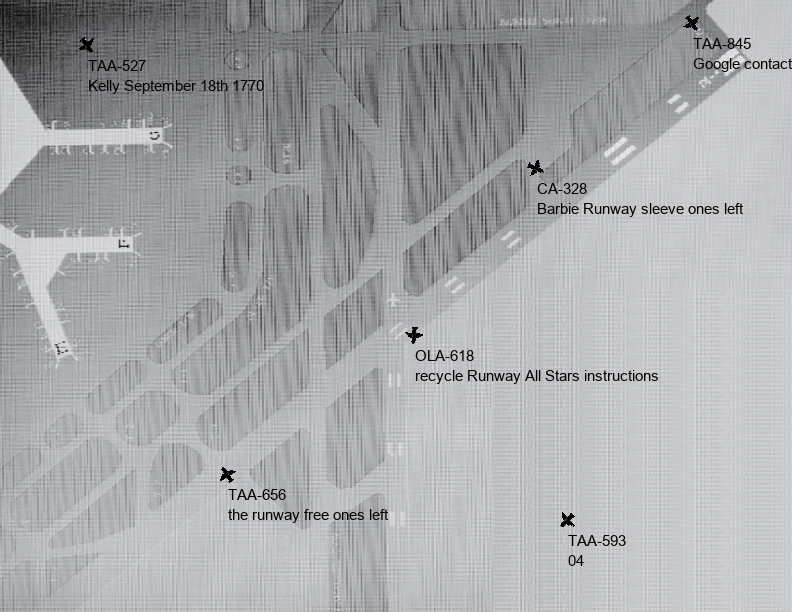 TAA-527
Kelly September 18th 1770
TAA-845
Google contact
CA-328
Barbie Runway sleeve ones left
OLA-618
recycle Runway All Stars instructions
TAA-656
the runway free ones left
TAA-593
04